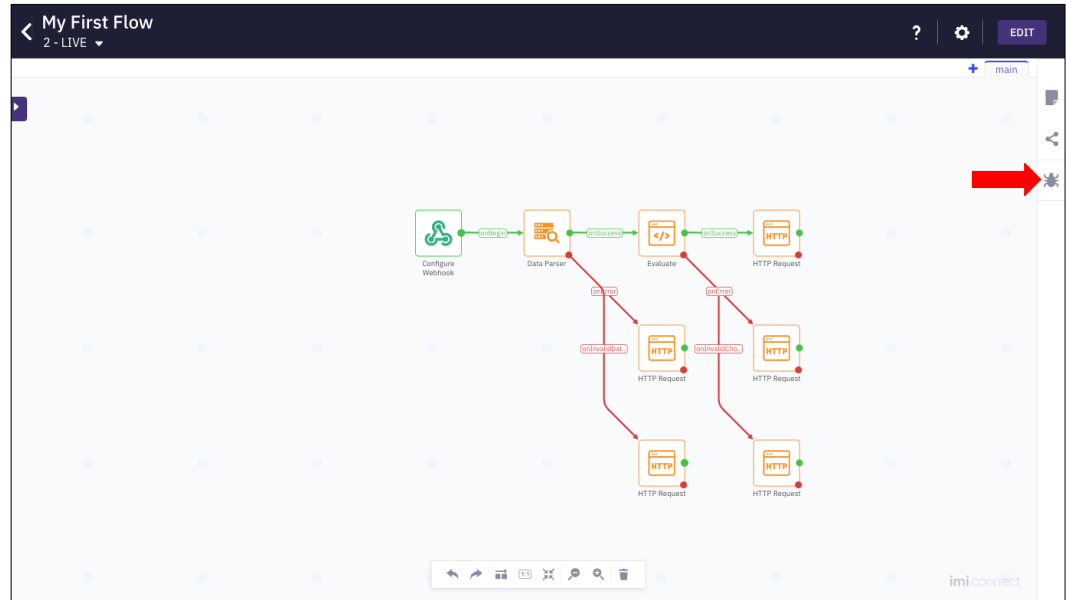 My First Flow
2 - LIVE
? EDIT
+ main
onBegin onSuccess onSuccess
HTTP
Configure Webhook
Data Parser
Evaluate
HTTP Request
onError onError
onInvalidDat.. HTTP onInvalidCho.. HTTP
HTTP Request HTTP Request
HTTP HTTP
HTTP Request HTTP Request
1:1
imiconnect